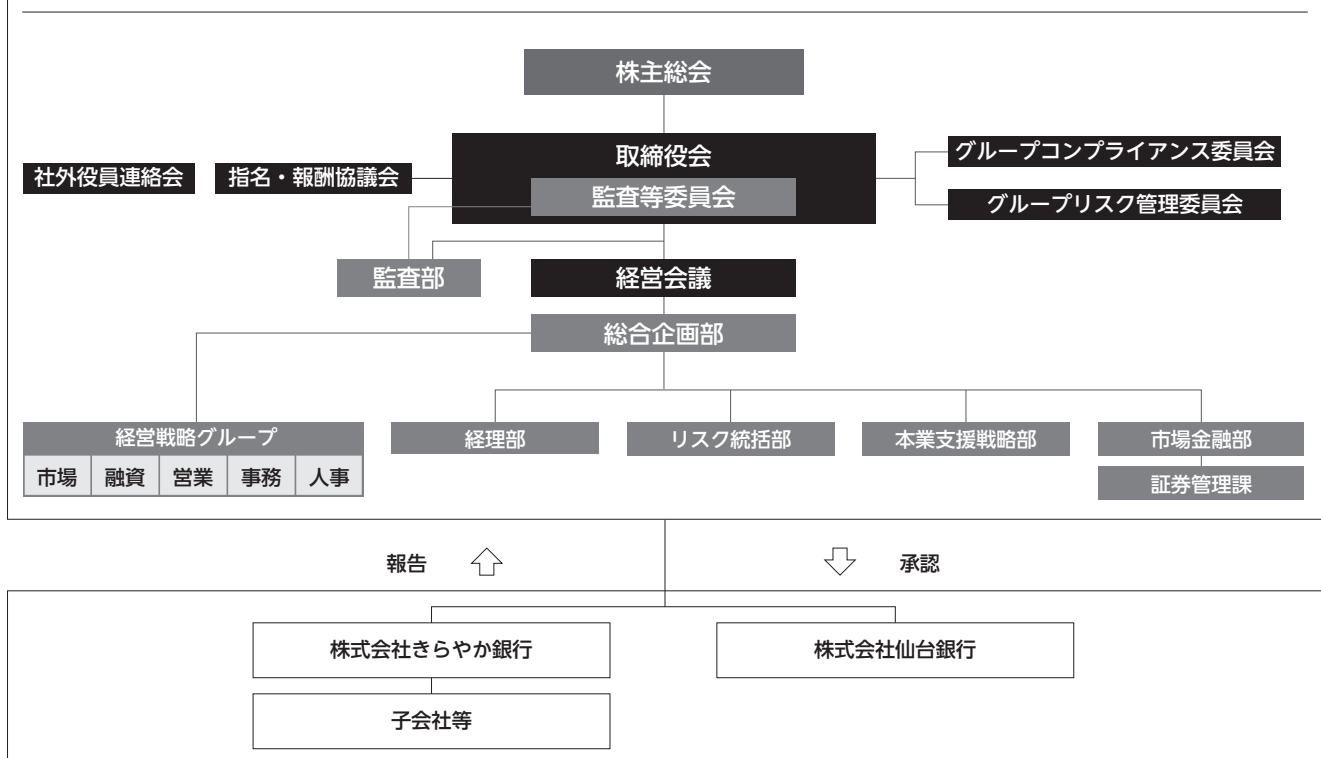 株主総会
取締役会
監査等委員会
社外役員連絡会
指名・報酬協議会
グループコンプライアンス委員会
グループリスク管理委員会
監査部
経営会議
総合企画部
経営戦略グループ
市場 融資 営業 事務 人事
経理部
リスク統括部
本業支援戦略部
市場金融部
証券管理課
報告
承認
株式会社きらやか銀行
株式会社仙台銀行
子会社等